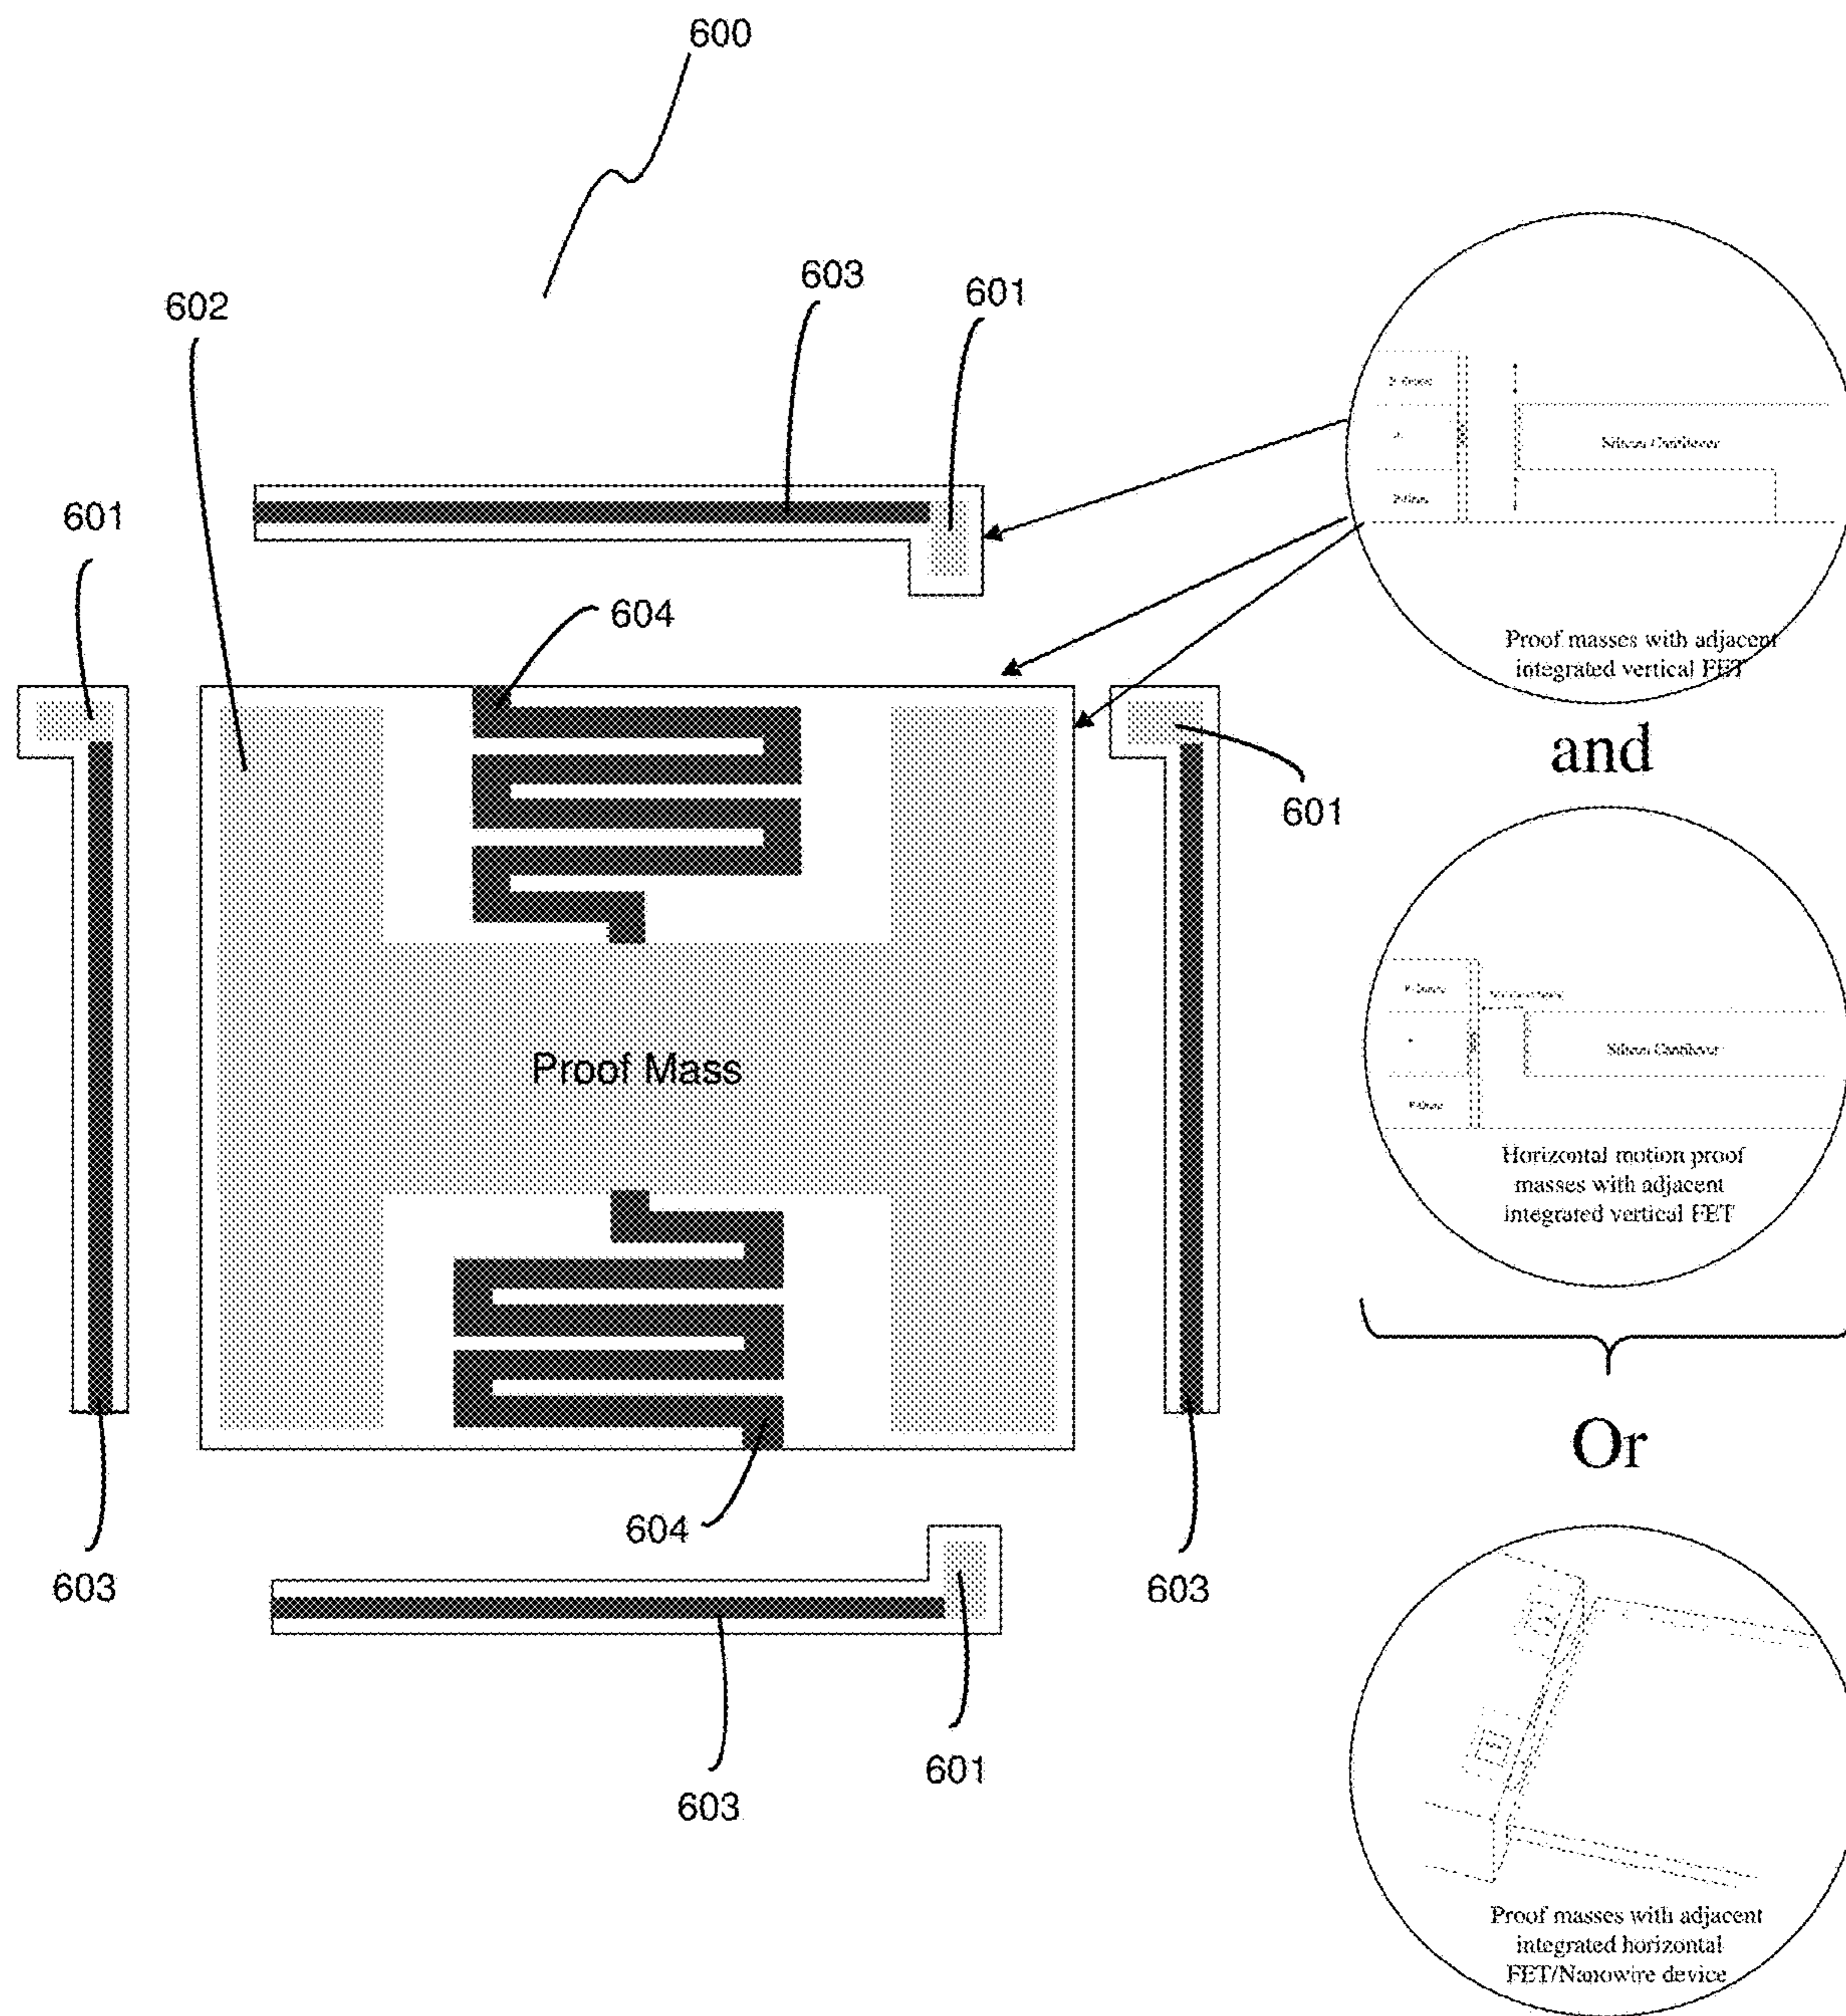 600
603
601
602
601
604
Silicon Cantilever
Proof masses with adjacent
integrated vertical FET
and
601
Proof Mass
Silicon Cantilever
Horizontal motion proof
masses with adjacent
integrated vertical FET
Or
604
603
603
601
603
Proof masses with adjacent
integrated horizontal
FET/Nanowire device